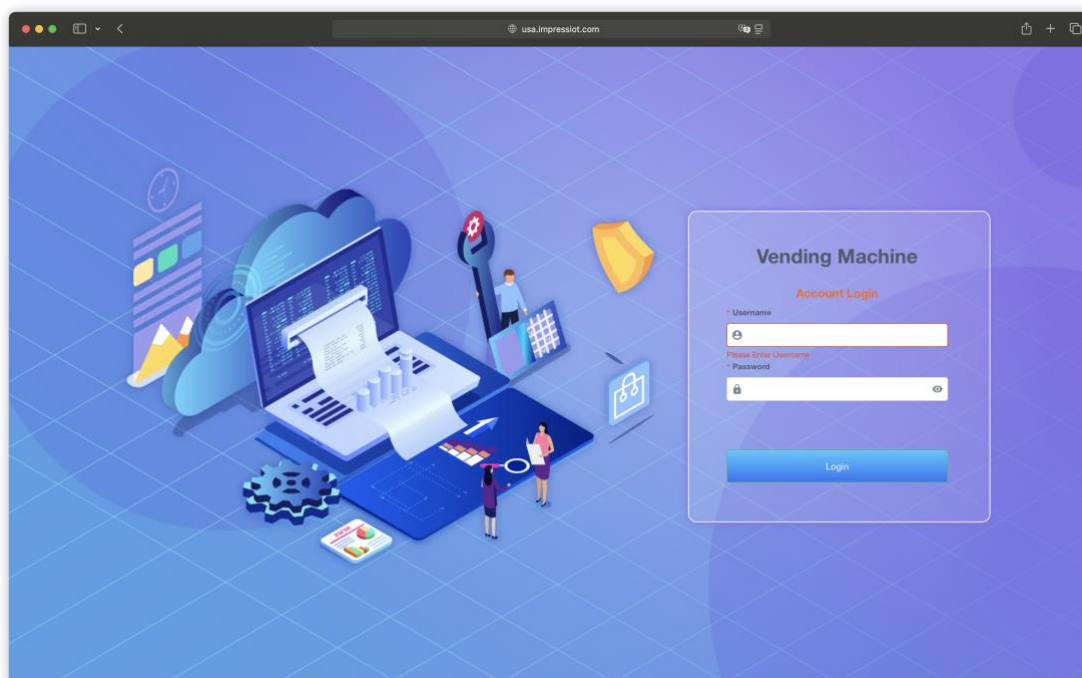 usa.impressiot.com
Vending Machine
Account Login
* Username
Please Enter Username
* Password
Login